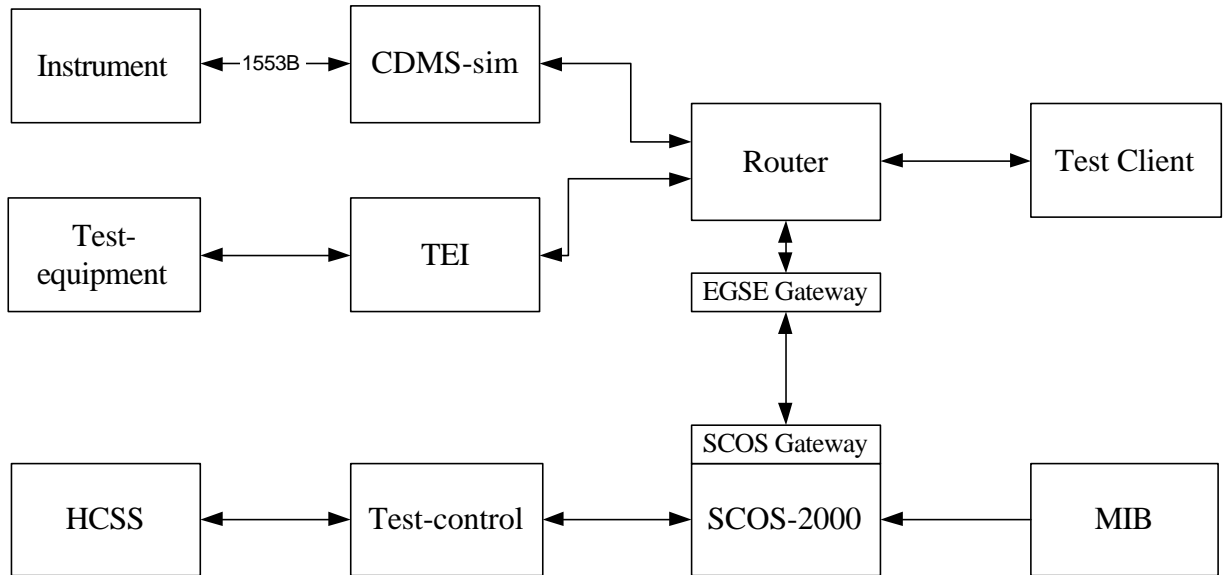 Instrument
1553B
CDMS-sim
Router
Test Client
Test-
equipment
TEI
EGSE Gateway
SCOS Gateway
HCSS
Test-control
SCOS-2000
MIB